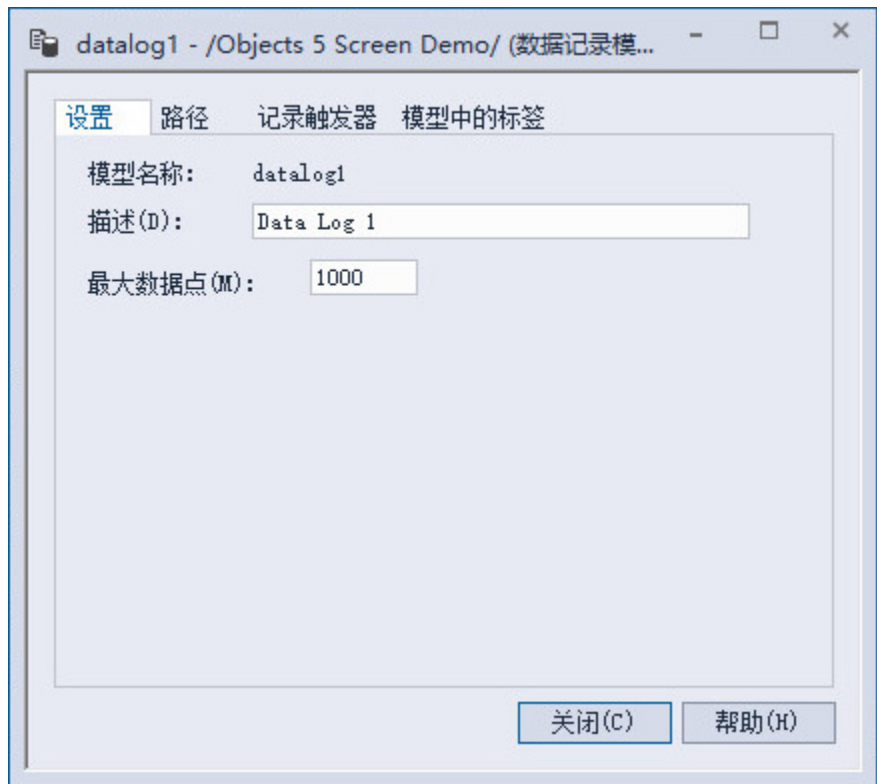 datalog1 - /Objects 5 Screen Demo/ (数据记录模...
设置 路径 记录触发器 模型中的标签
模型名称: datalog1
描述(D): Data Log 1
最大数据点(M): 1000
关闭(C) 帮助(H)